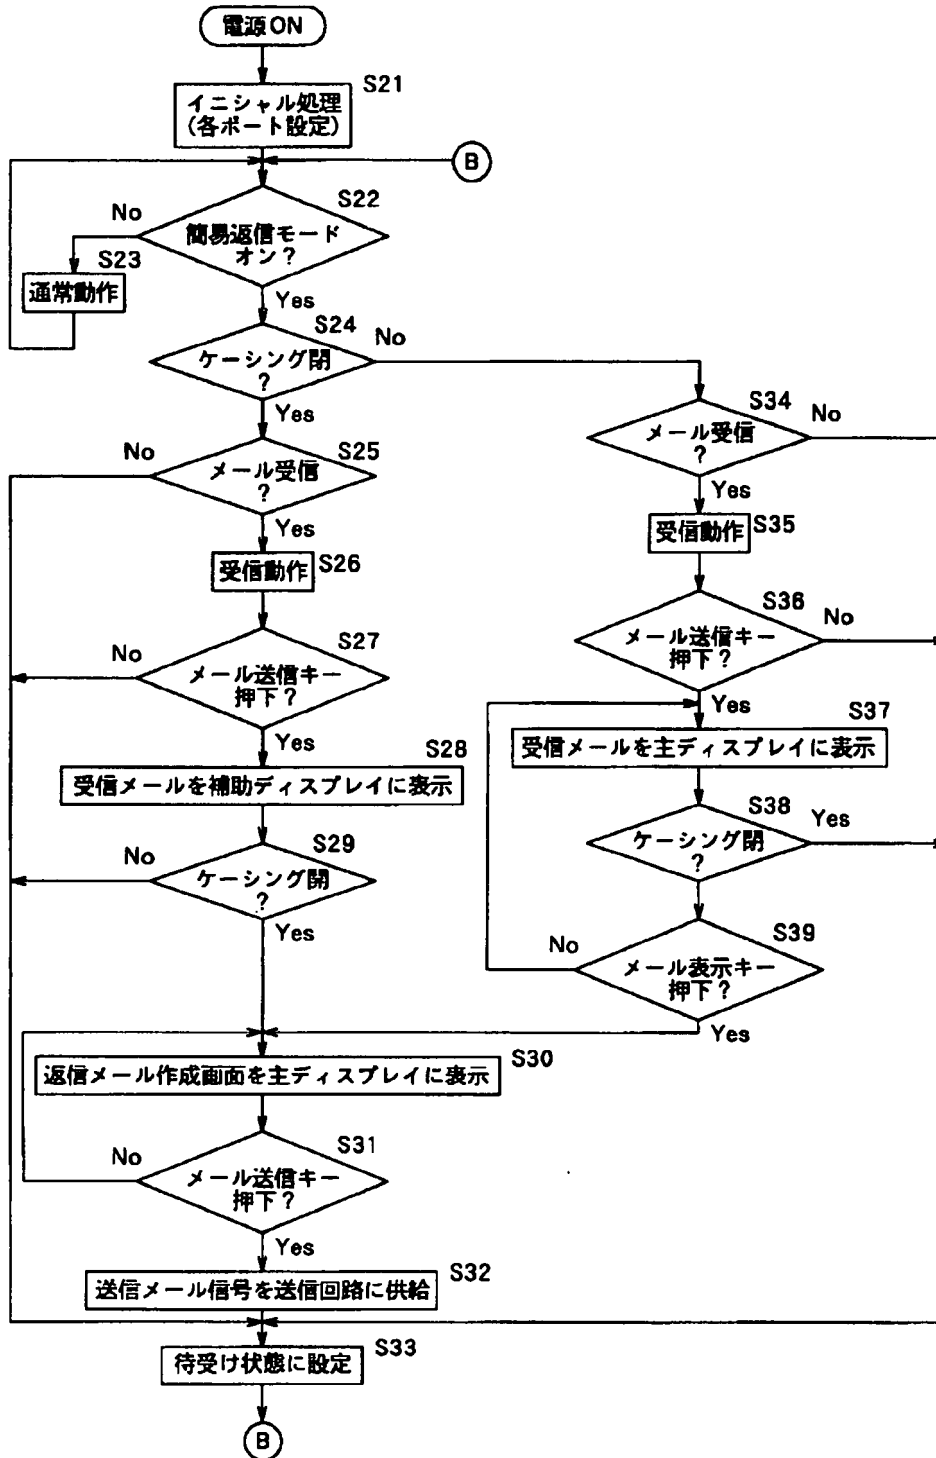 電源ON
S21
イニシャル処理
(各ポート設定)
B
S22
No
簡易返信モード
オン?
S23
通常動作
Yes
S24
No
ケーシング閉
?
Yes
S34
No
メール受信
?
S25
No
メール受信
?
Yes
Yes
S35
受信動作
S26
受信動作
S36
No
メール送信キー
押下?
S27
No
メール送信キー
押下?
Yes
S37
受信メールを主ディスプレイに表示
Yes
S28
受信メールを補助ディスプレイに表示
S38
Yes
ケーシング閉
?
S29
No
ケーシング開
?
Yes
S39
No
メール表示キー
押下?
Yes
S30
返信メール作成画面を主ディスプレイに表示
S31
No
メール送信キー
押下?
Yes
S32
送信メール信号を送信回路に供給
S33
待受け状態に設定
B